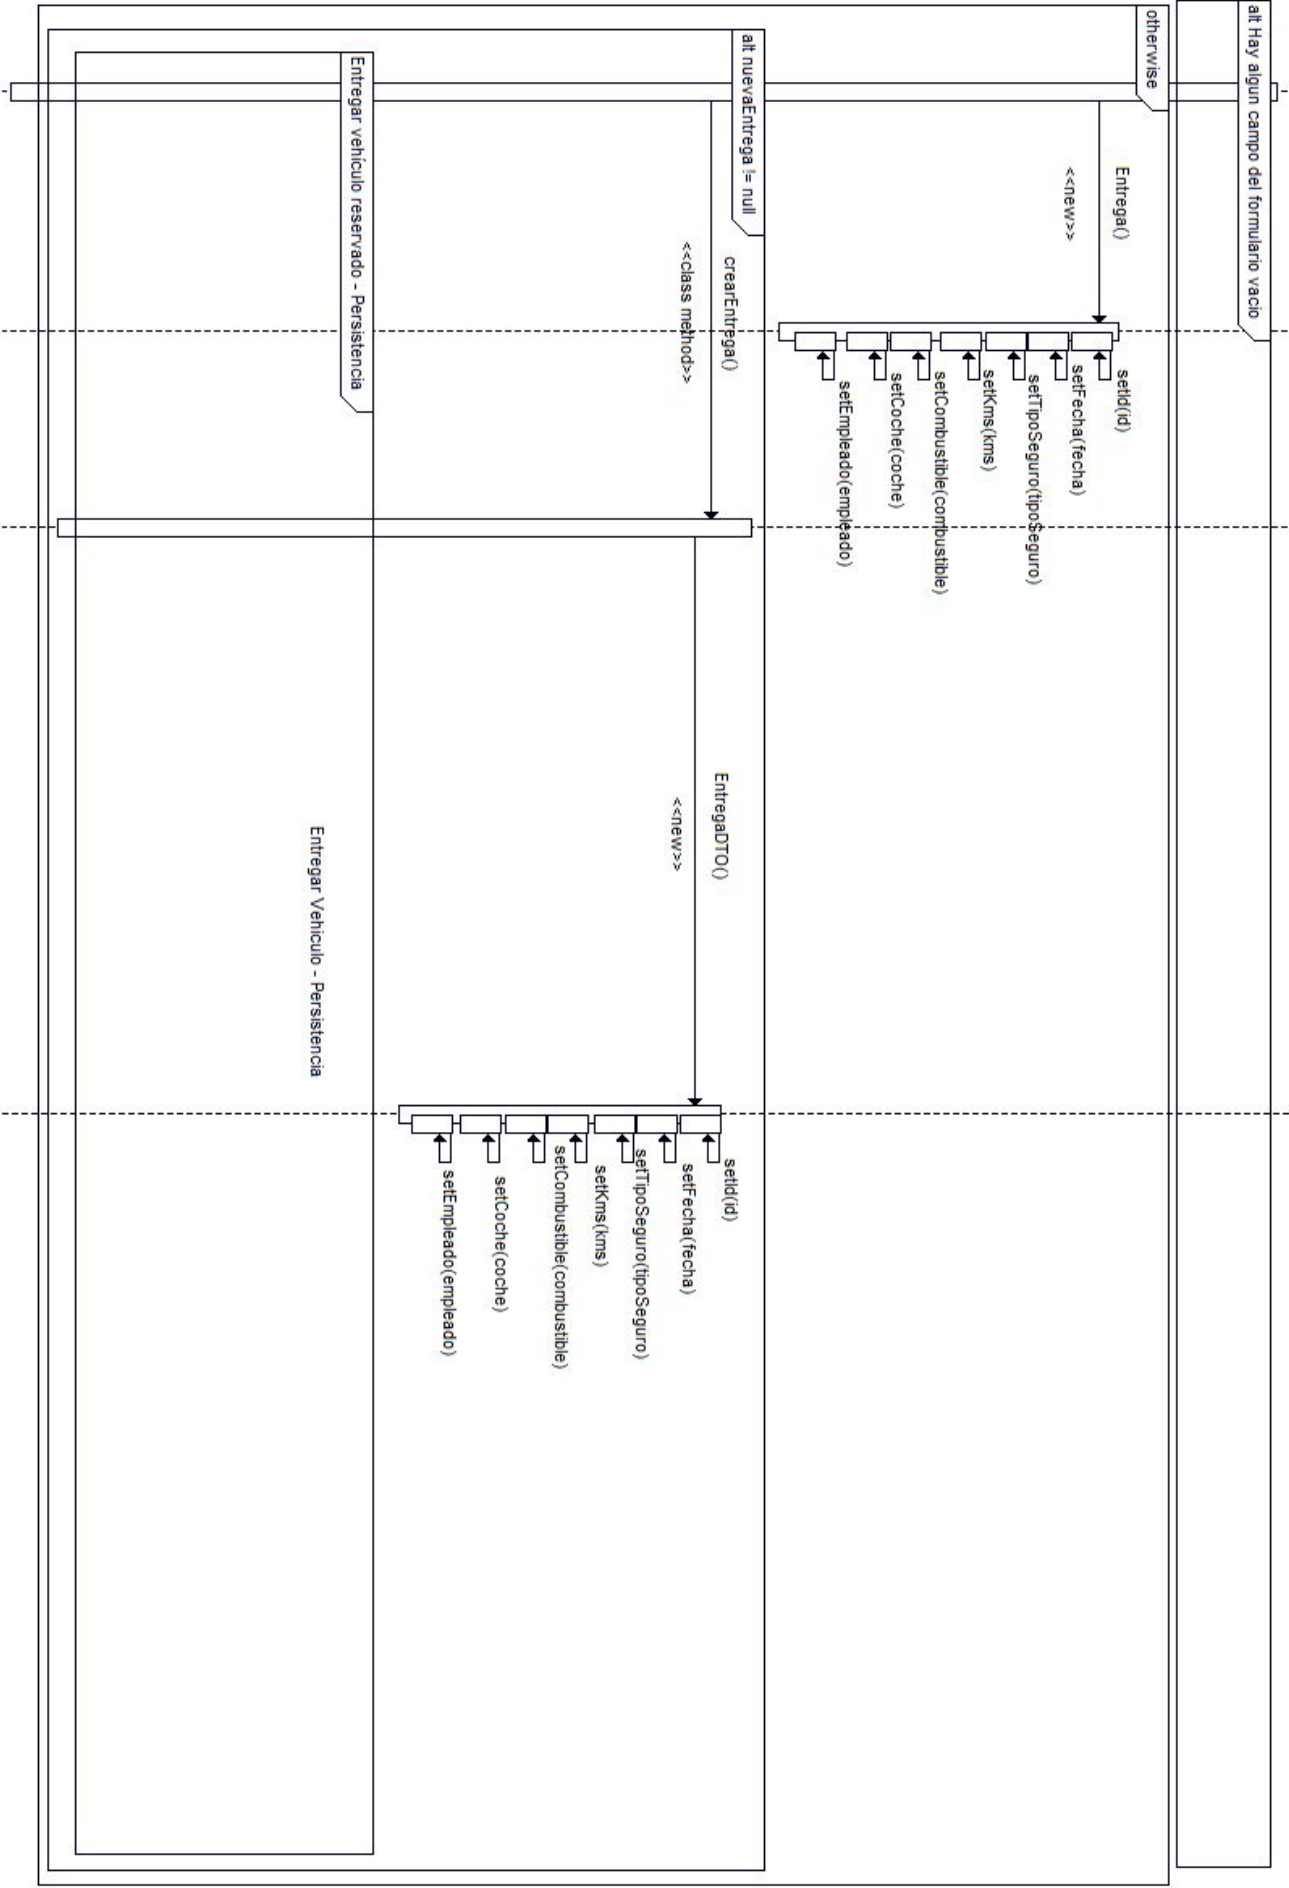 alt Hay algun campo del formulario vacio
otherwise
Entrega()
<<new>>
setId(id)
setFecha(fecha)
setTipoSeguro(tipoSeguro)
setKms(kms)
setCombustible(combustible)
setCoche(coche)
setEmpleado(empleado)
alt nuevaEntrega != null
crearEntrega()
<<class method>>
EntregaDTO()
<<new>>
setId(id)
setFecha(fecha)
setTipoSeguro(tipoSeguro)
setKms(kms)
setCombustible(combustible)
setCoche(coche)
setEmpleado(empleado)
Entregar vehículo reservado - Persistencia
Entregar Vehiculo - Persistencia